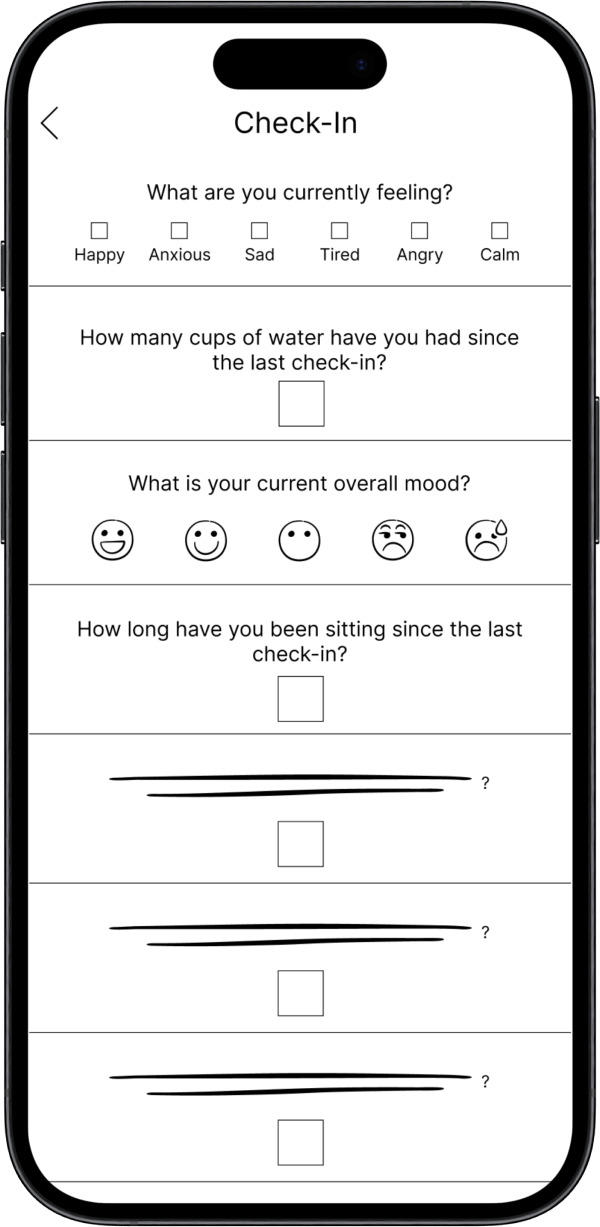 Check-In
What are you currently feeling?
Happy Anxious Sad Tired Angry Calm
How many cups of water have you had since
the last check-in?
What is your current overall mood?
How long have you been sitting since the last
check-in?
?
?
?